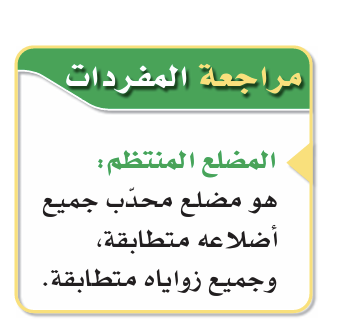 مراجعة المفردات
المضلع المنتظم:
هو مضلع محدّب جميع
أضلاعه متطابقة،
وجميع زواياه متطابقة.